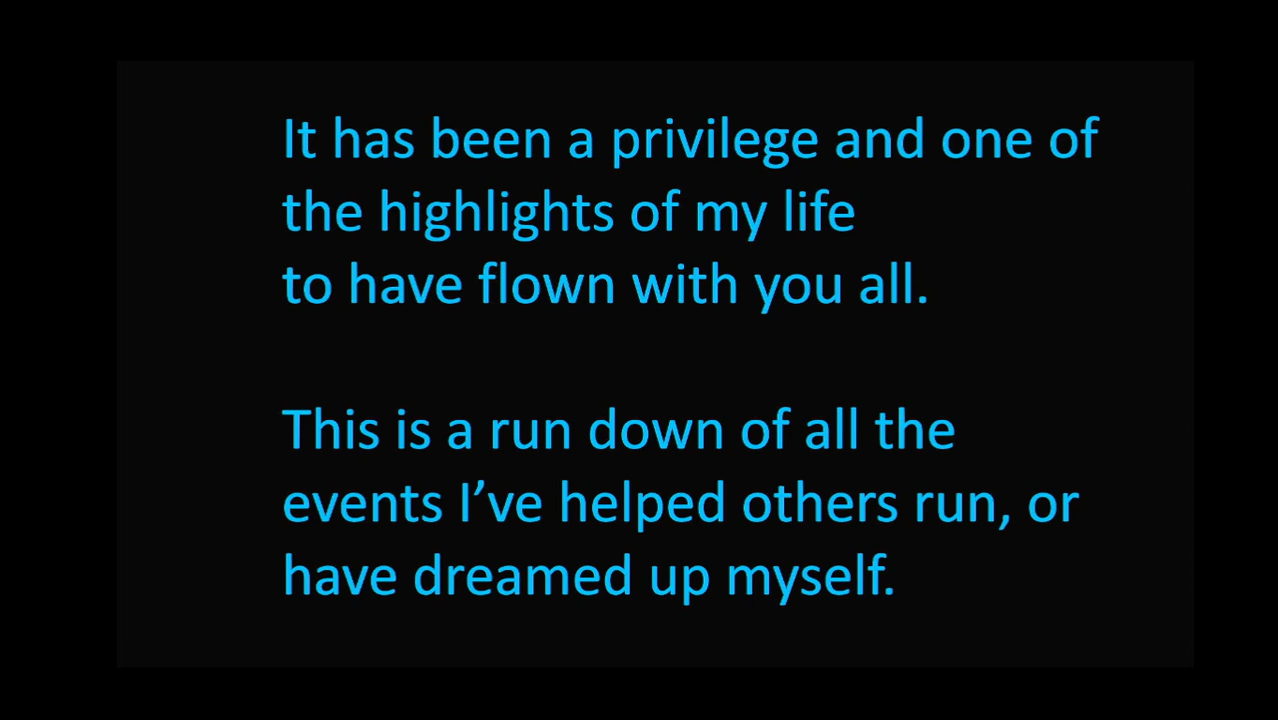 It has been a privilege and one of
the highlights of my life
to have flown with you all.
This is a run down of all the
events I’ve helped others run, or
have dreamed up myself.